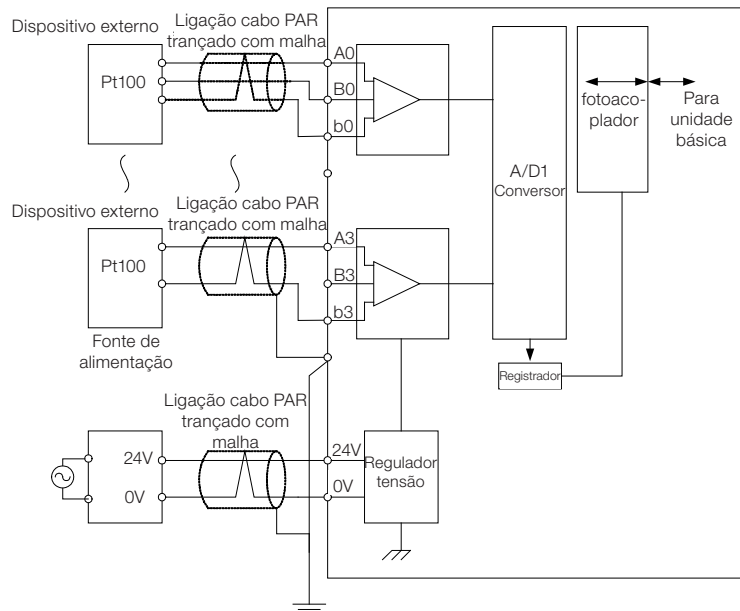 Dispositivo externo
Ligação cabo PAR
trançado com malha
Pt100
A0
B0
b0
A/D1
Conversor
fotoaco-
plador
Para
unidade
básica
Dispositivo externo
Ligação cabo PAR
trançado com malha
Pt100
A3
B3
b3
Fonte de
alimentação
Registrador
Ligação cabo PAR
trançado com
malha
24V
0V
24V
0V
Regulador
tensão